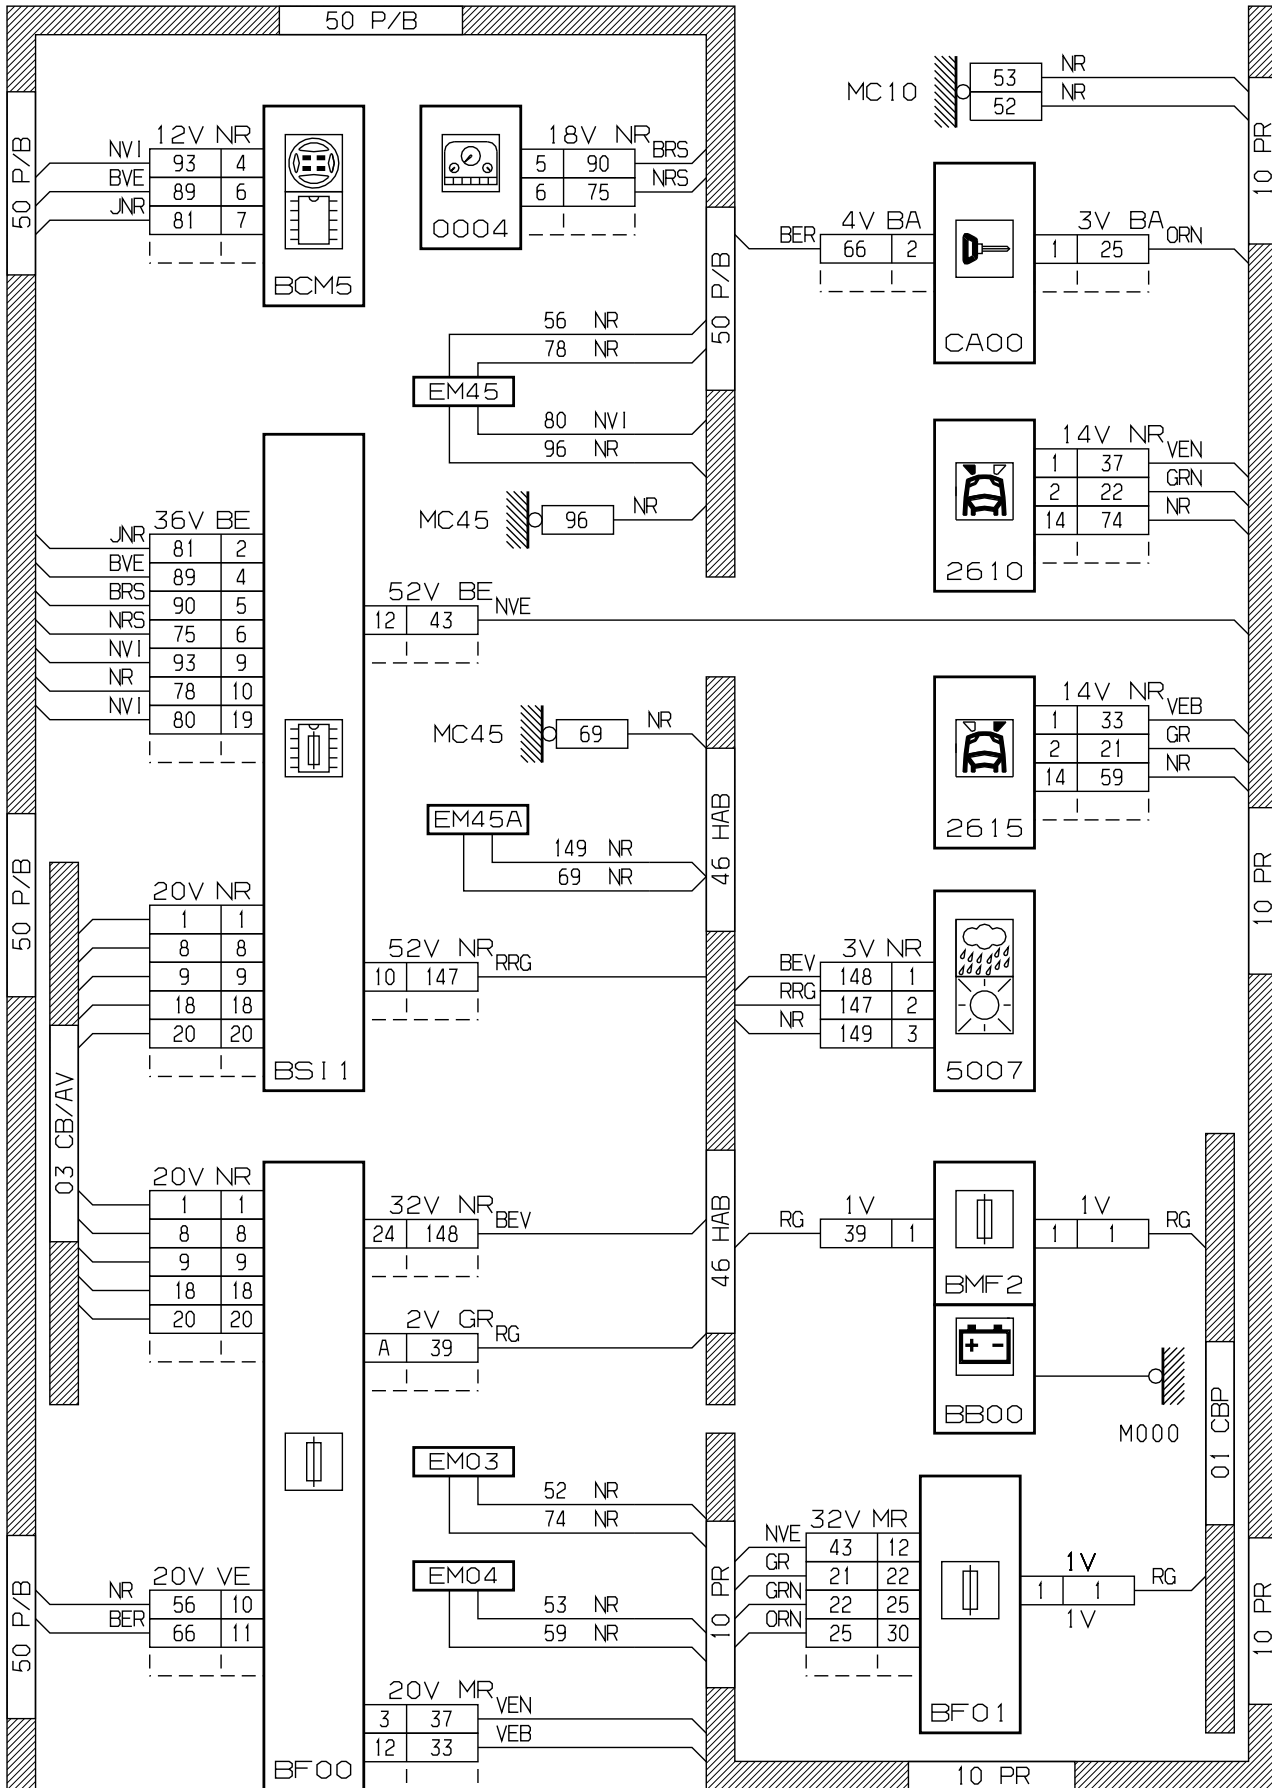 50 P/B
50 P/B
12V NR
NVI 93 4
BVE 89 6
JNR 81 7
BCM5
0004
18V NR
5 90 BRS
6 75 NRS
MC10
53 NR
52 NR
10 PR
50 P/B
4V BA
BER 66 2
CA00
3V BA
1 25 ORN
56 NR
78 NR
EM45
80 NVI
96 NR
MC45 96 NR
2610
14V NR
1 37 VEN
2 22 GRN
14 74 NR
36V BE
JNR 81 2
BVE 89 4
BRS 90 5
NRS 75 6
NVI 93 9
NR 78 10
NVI 80 19
52V BE
12 43 NVE
MC45 69 NR
2615
14V NR
1 33 VEB
2 21 GR
14 59 NR
50 P/B
EM45A
149 NR
69 NR
46 HAB
10 PR
20V NR
1 1
8 8
9 9
18 18
20 20
BSI1
52V NR
10 147 RRG
3V NR
BEV 148 1
RRG 147 2
NR 149 3
5007
03 CB/AV
20V NR
1 1
8 8
9 9
18 18
20 20
32V NR
24 148 BEV
46 HAB
2V GR
A 39 RG
1V
RG 39 1
BMF2
1V
1 1 RG
BB00
M000
01 CBP
EM03
52 NR
74 NR
EM04
53 NR
59 NR
10 PR
32V MR
NVE 43 12
GR 21 22
GRN 22 25
ORN 25 30
BF01
1V
1 1 RG
1V
10 PR
50 P/B
20V VE
NR 56 10
BER 66 11
BF00
20V MR
3 37 VEN
12 33 VEB
10 PR